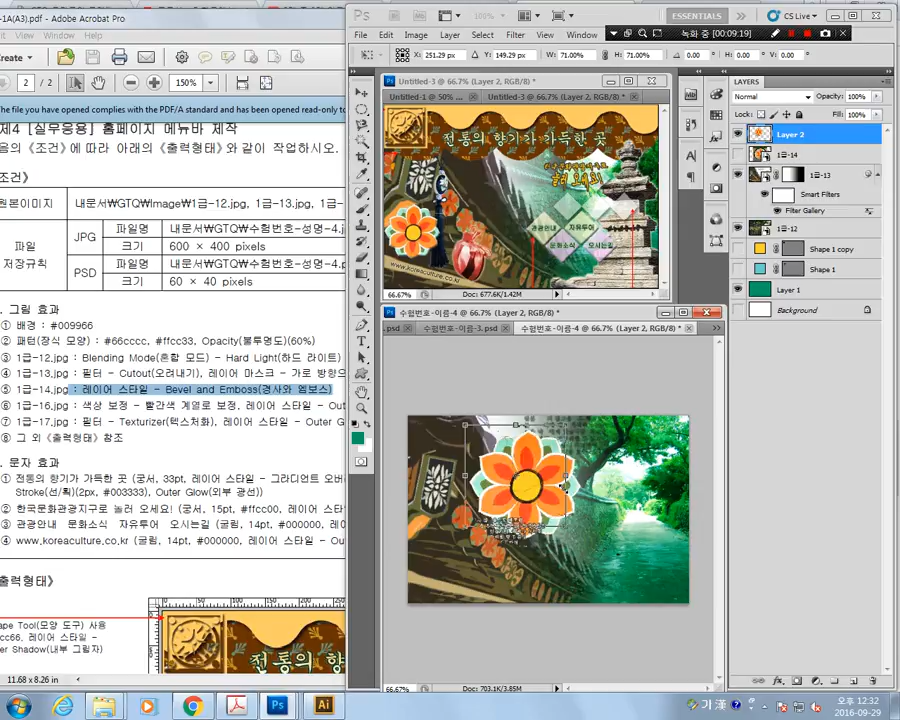 -1A(A3).pdf - Adobe Acrobat Pro
View Window Help
Create
2 / 2
150%
The file you have opened complies with the PDF/A standard and has been opened read-only to
제4 [실무응용] 홈페이지 메뉴바 제작
음의 《조건》에 따라 아래의 《출력형태》와 같이 작업하시오.
조건》
원본이미지 내문서₩GTQ₩Image₩1급-12.jpg, 1급-13.jpg, 1급-
파일
저장규칙
JPG 파일명 내문서₩GTQ₩수험번호-성명-4.j
크기 600 × 400 pixels
PSD 파일명 내문서₩GTQ₩수험번호-성명-4.p
크기 60 × 40 pixels
. 그림 효과
① 배경 : #009966
② 패턴(장식 모양) : #66cccc, #ffcc33, Opacity(불투명도)(60%)
③ 1급-12.jpg : Blending Mode(혼합 모드) - Hard Light(하드 라이트)
④ 1급-13.jpg : 필터 - Cutout(오려내기), 레이어 마스크 - 가로 방향으
⑤ 1급-14.jpg : 레이어 스타일 - Bevel and Emboss(경사와 엠보스)
⑥ 1급-16.jpg : 색상 보정 - 빨간색 계열로 보정, 레이어 스타일 - Out
⑦ 1급-17.jpg : 필터 - Texturizer(텍스처화), 레이어 스타일 - Outer G
⑧ 그 외《출력형태》 참조
. 문자 효과
① 전통의 향기가 가득한 곳 (궁서, 33pt, 레이어 스타일 - 그라디언트 오버
Stroke(선/획)(2px, #003333), Outer Glow(외부 광선))
② 한국문화관광지구로 놀러 오세요! (궁서, 15pt, #ffcc00, 레이어 스타일 -
③ 관광안내 문화소식 자유투어 오시는길 (굴림, 14pt, #000000, 레이어
④ www.koreaculture.co.kr (굴림, 14pt, #000000, 레이어 스타일 - Out
출력형태》
ape Tool(모양 도구) 사용
cc66, 레이어 스타일 -
er Shadow(내부 그림자)
0 50 100 150 200 250
전통의 향
11.68 x 8.26 in
Ps
100%
ESSENTIALS
CS Live
File Edit Image Layer Select Filter View Window Help
녹화 중 [00:09:19]
X: 251.29 px Y: 149.29 px W: 71.00% H: 71.00% 0.00 H: 0.00 V: 0.00
Untitled-3 @ 66.7% (Layer 2, RGB/8) *
Untitled-1 @ 50% ... Untitled-3 @ 66.7% (Layer 2, RGB/8) *
전통의 향기가 가득한 곳
놀러 오세요!
관광안내 자유투어
문화소식 오시는길
www.koreaculture.co.kr
66.67% Doc: 677.6K/1.42M
수험번호-이름-4 @ 66.7% (Layer 2, RGB/8) *
.psd 수험번호-이름-3.psd 수험번호-이름-4 @ 66.7% (Layer 2, RGB/8) *
66.67% Doc: 703.1K/3.85M
LAYERS
Normal Opacity: 100%
Lock: Fill: 100%
Layer 2
1급-14
1급-13
Smart Filters
Filter Gallery
1급-12
Shape 1 copy
Shape 1
Layer 1
Background
Ps
Ai
가 漢
오후 12:32
2016-09-29